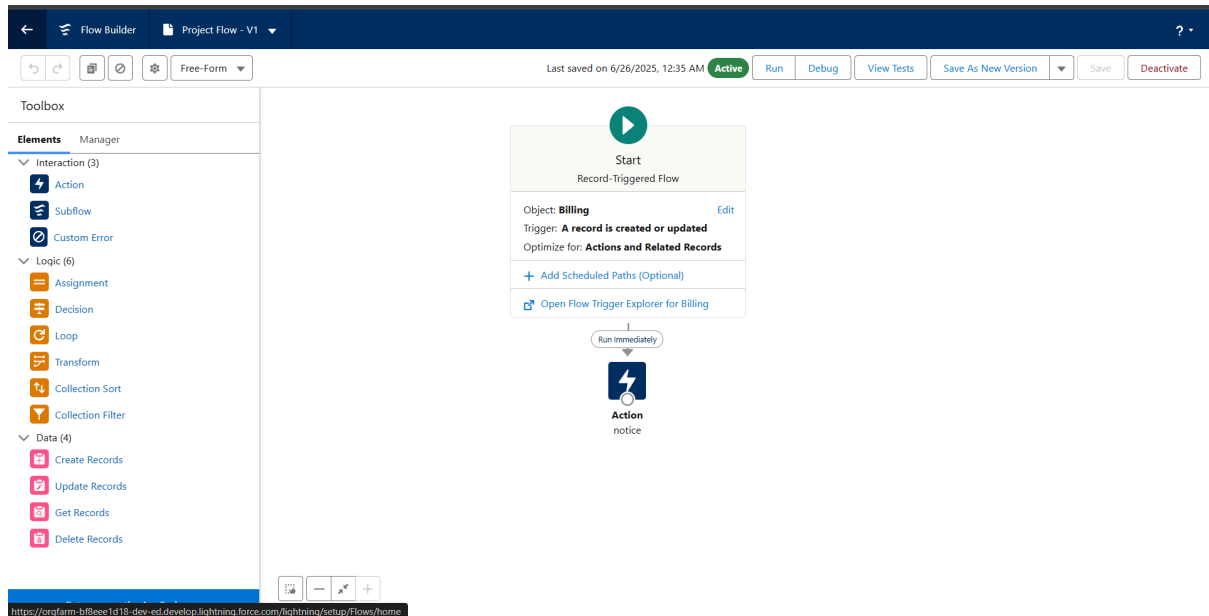 Flow Builder Project Flow - V1 ?
Free-Form Last saved on 6/26/2025, 12:35 AM Active Run Debug View Tests Save As New Version Save Deactivate
Toolbox
Elements Manager
Interaction (3)
Action
Subflow
Custom Error
Logic (6)
Assignment
Decision
Loop
Transform
Collection Sort
Collection Filter
Data (4)
Create Records
Update Records
Get Records
Delete Records
Start
Record-Triggered Flow
Object: Billing Edit
Trigger: A record is created or updated
Optimize for: Actions and Related Records
+ Add Scheduled Paths (Optional)
Open Flow Trigger Explorer for Billing
Run Immediately
Action
notice
https://orgfarm-bf8eee1d18-dev-ed.develop.lightning.force.com/lightning/setup/Flows/home